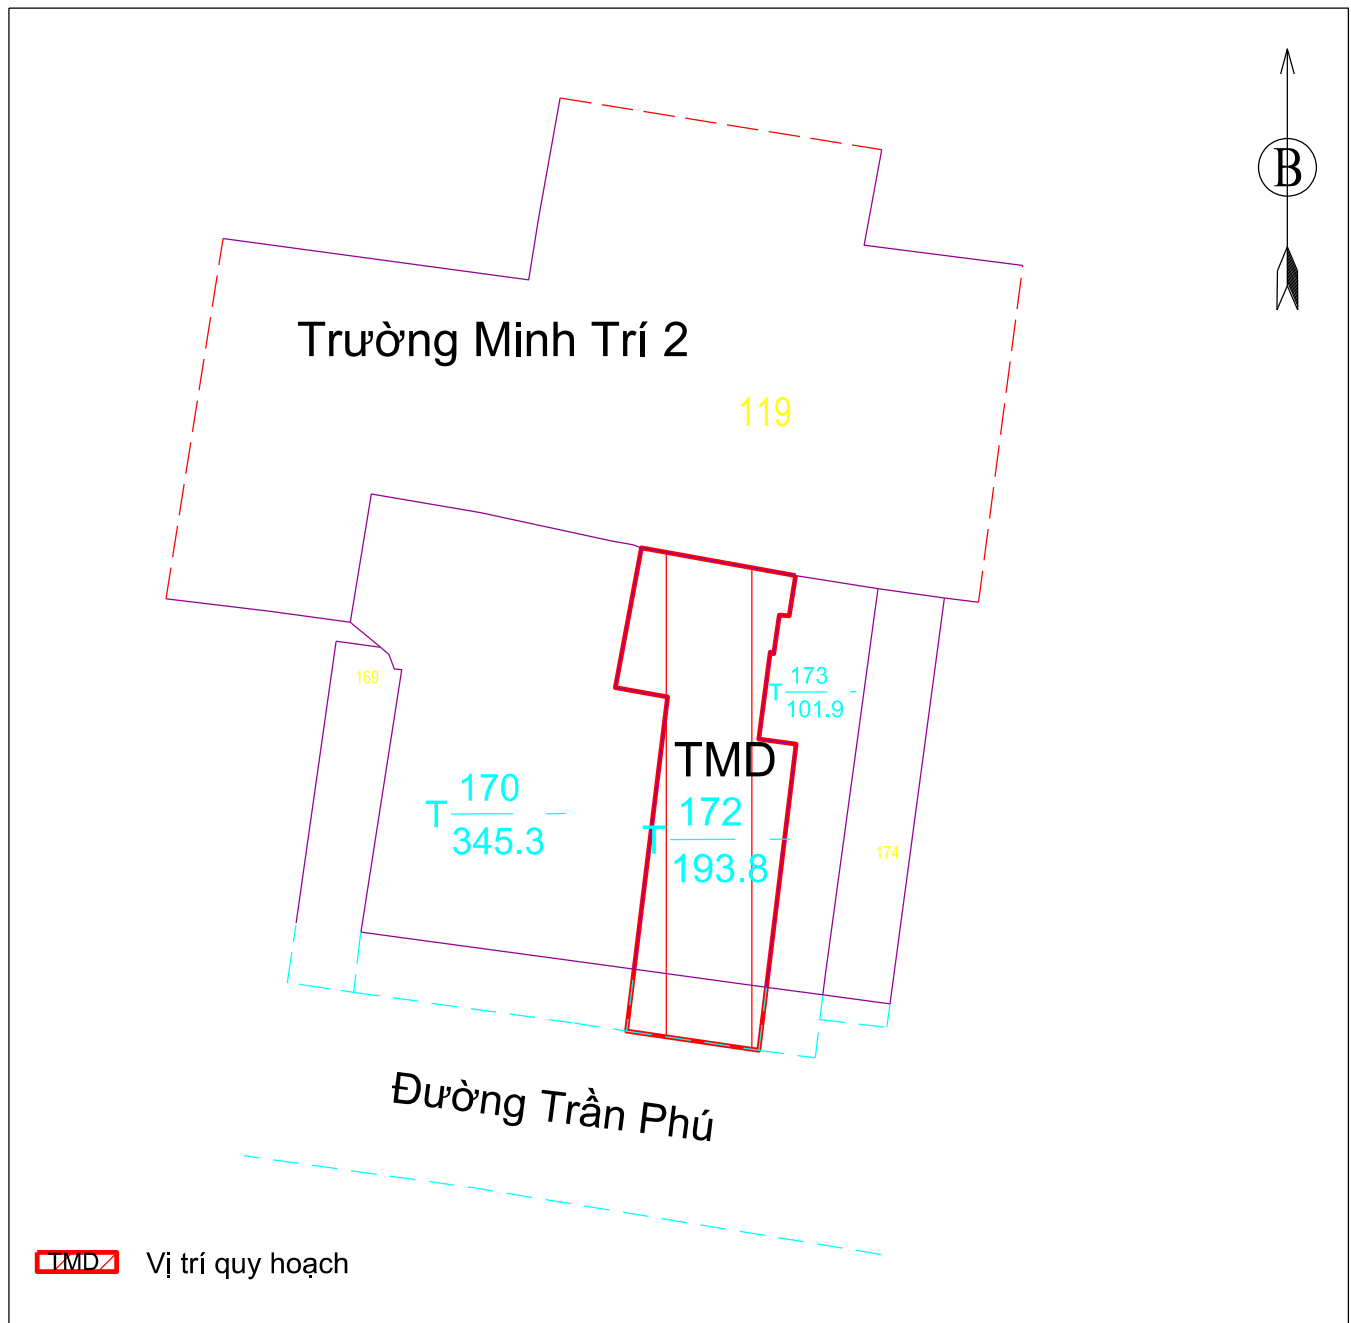 B
Trường Minh Trí 2
119
169
T 173
101.9
TMD
T 170
345.3
T 172
193.8
174
Đường Trần Phú
TMD Vị trí quy hoạch